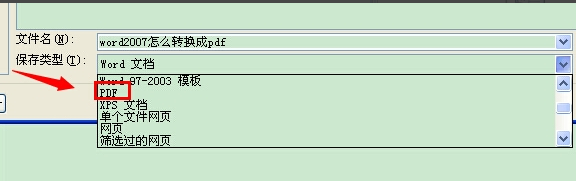 文件名(N):
word2007怎么转换成pdf
保存类型(T):
Word 文档
Word 97-2003 模板
PDF
XPS 文档
单个文件网页
网页
筛选过的网页